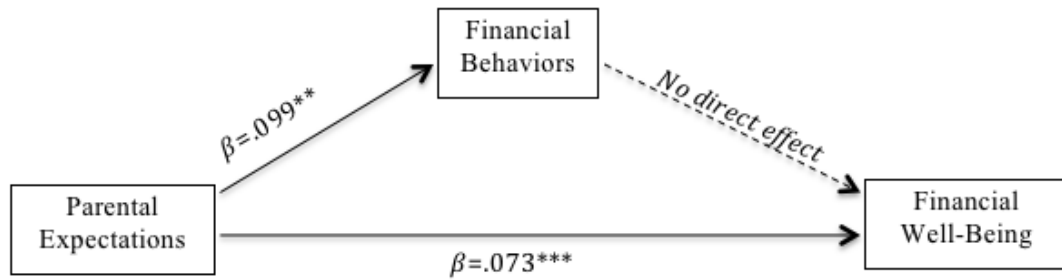 Financial
Behaviors
β=.099**
No direct effect
Parental
Expectations
Financial
Well-Being
β=.073***